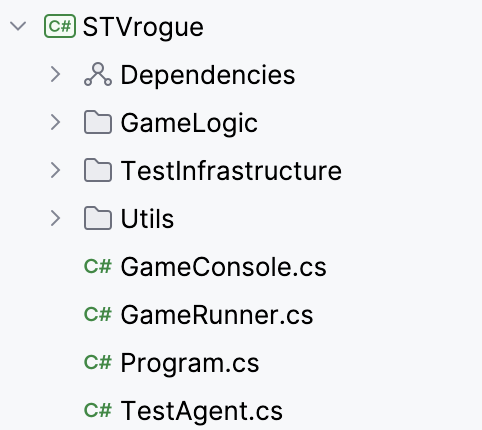 C# STVrogue
Dependencies
GameLogic
TestInfrastructure
Utils
C# GameConsole.cs
C# GameRunner.cs
C# Program.cs
C# TestAgent.cs